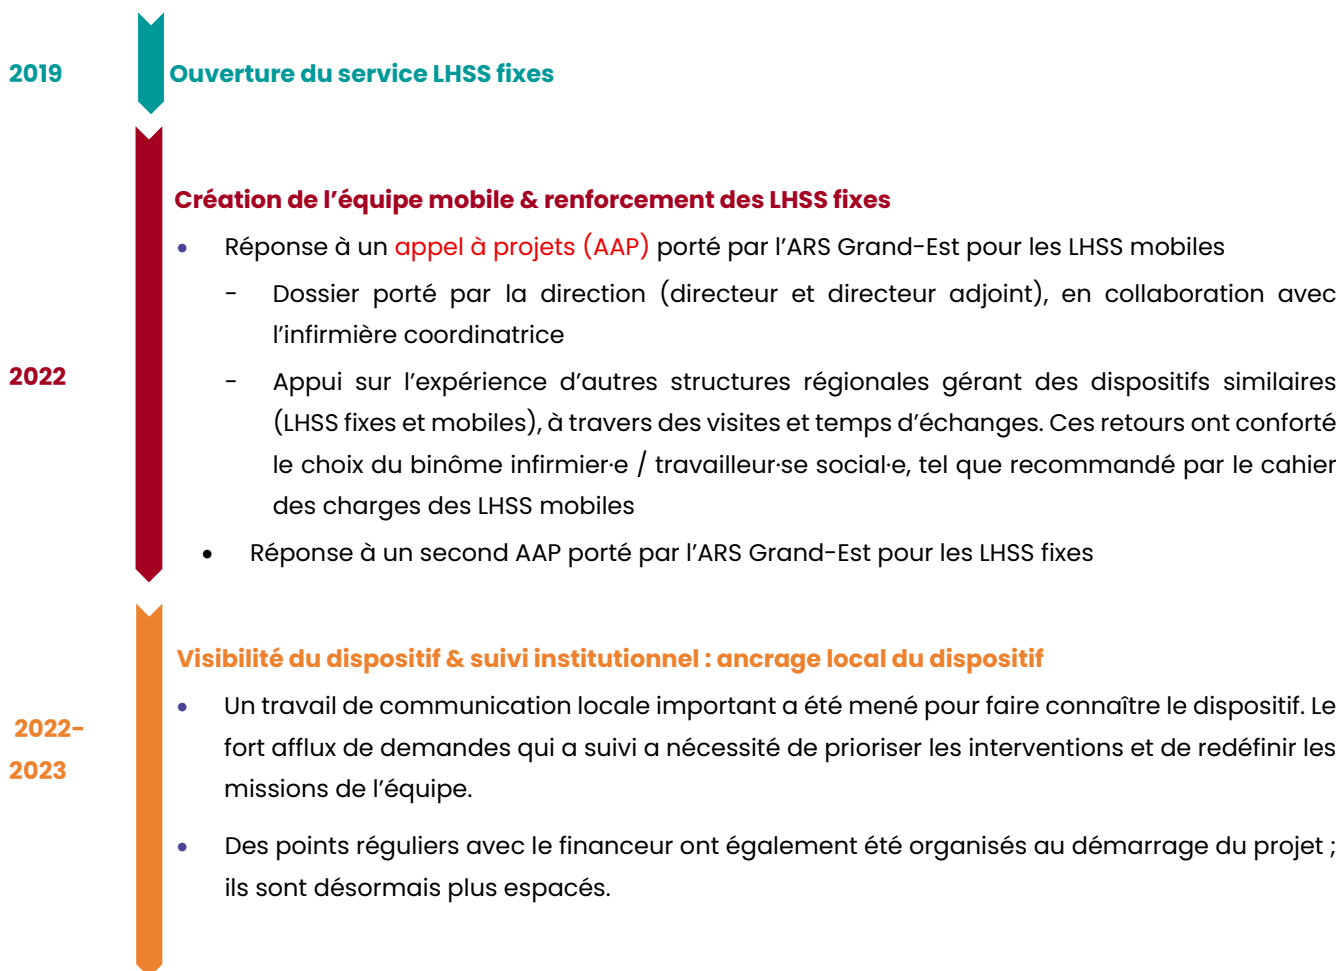 2019
Ouverture du service LHSS fixes
Création de l'équipe mobile & renforcement des LHSS fixes
• Réponse à un appel à projets (AAP) porté par l'ARS Grand-Est pour les LHSS mobiles
- Dossier porté par la direction (directeur et directeur adjoint), en collaboration avec
l'infirmière coordinatrice
2022
- Appui sur l'expérience d'autres structures régionales gérant des dispositifs similaires
(LHSS fixes et mobiles), à travers des visites et temps d'échanges. Ces retours ont conforté
le choix du binôme infirmier·e / travailleur·se social·e, tel que recommandé par le cahier
des charges des LHSS mobiles
• Réponse à un second AAP porté par l'ARS Grand-Est pour les LHSS fixes
Visibilité du dispositif & suivi institutionnel : ancrage local du dispositif
2022-
2023
• Un travail de communication locale important a été mené pour faire connaître le dispositif. Le
fort afflux de demandes qui a suivi a nécessité de prioriser les interventions et de redéfinir les
missions de l'équipe.
• Des points réguliers avec le financeur ont également été organisés au démarrage du projet ;
ils sont désormais plus espacés.